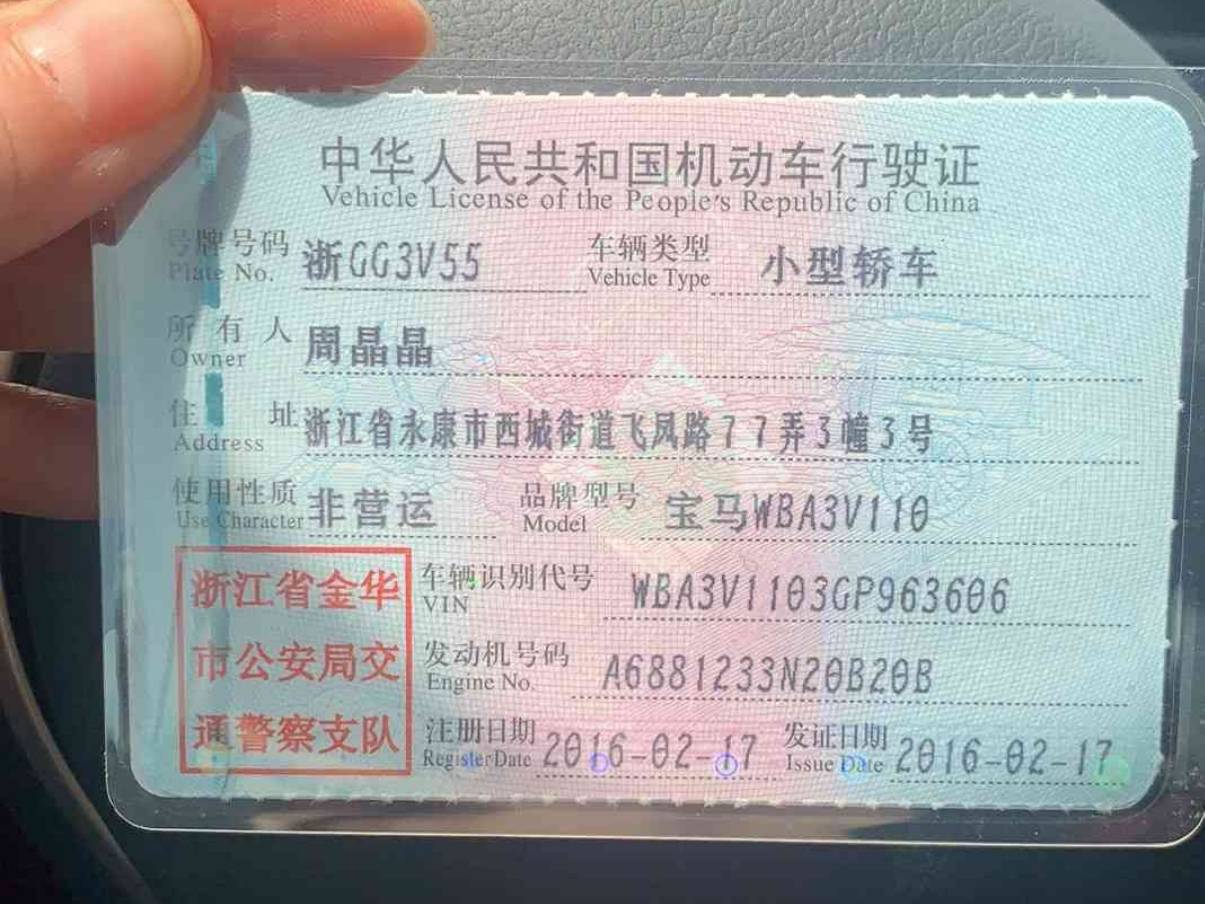 中华人民共和国机动车行驶证
Vehicle License of the People's Republic of China
号牌号码 浙GG3V55 车辆类型 小型轿车
Plate No. Vehicle Type
所有人 周晶晶
Owner
住址 浙江省永康市西城街道飞凤路77弄3幢3号
Address
使用性质 非营运 品牌型号 宝马WBA3V110
Use Character Model
浙江省金华
市公安局交
通警察支队
车辆识别代号 WBA3V1103GP963606
VIN
发动机号码 A6881233N20B20B
Engine No.
注册日期 2016-02-17 发证日期 2016-02-17
Register Date Issue Date